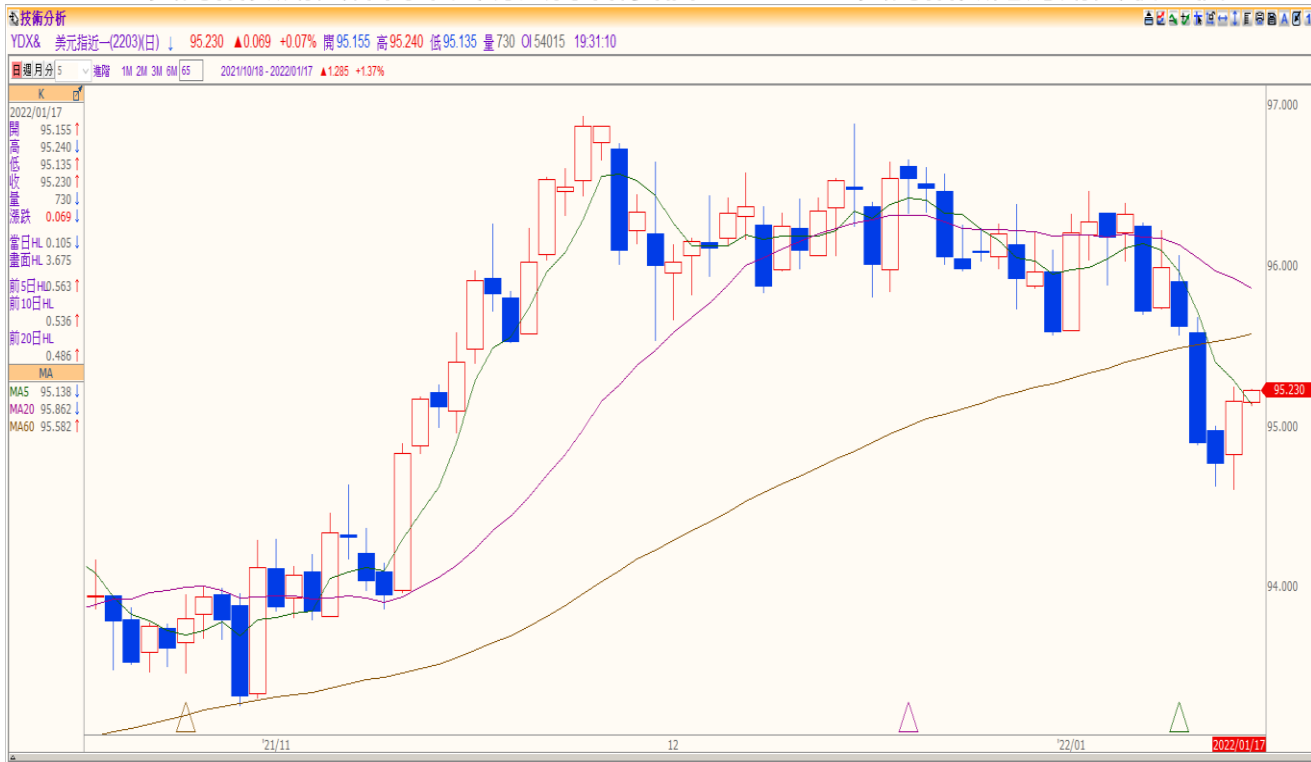 技術分析
YDX& 美元指近一(2203)(日) ↓ 95.230 ▲0.069 +0.07% 開 95.155 高 95.240 低 95.135 量 730 OI 54015 19:31:10
日 週 月 分 5 進階 1M 2M 3M 6M 65 2021/10/18 - 2022/01/17 ▲1.285 +1.37%
K
2022/01/17
開 95.155 ↑
高 95.240 ↓
低 95.135 ↑
收 95.230 ↑
量 730 ↓
漲跌 0.069 ↓
當日HL 0.105 ↓
畫面HL 3.675
前5日HL 0.563 ↑
前10日HL
0.536 ↑
前20日HL
0.486 ↑
MA
MA5 95.138 ↓
MA20 95.862 ↓
MA60 95.582 ↑
97.000
96.000
95.230
95.000
94.000
'21/11 12 '22/01 2022/01/17